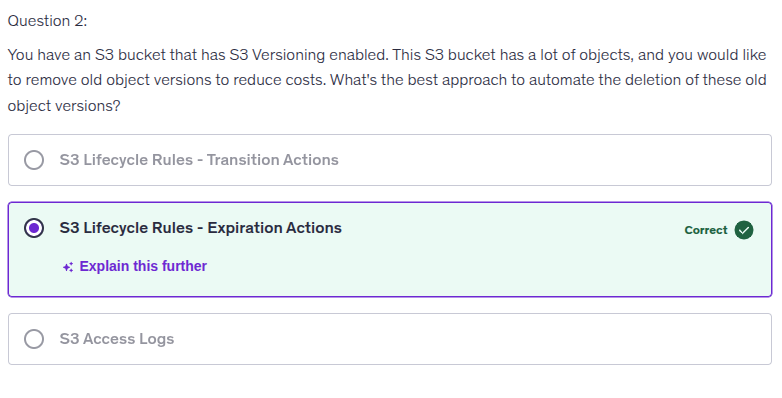 Question 2:
You have an S3 bucket that has S3 Versioning enabled. This S3 bucket has a lot of objects, and you would like
to remove old object versions to reduce costs. What's the best approach to automate the deletion of these old
object versions?
S3 Lifecycle Rules - Transition Actions
S3 Lifecycle Rules - Expiration Actions
Correct
Explain this further
S3 Access Logs